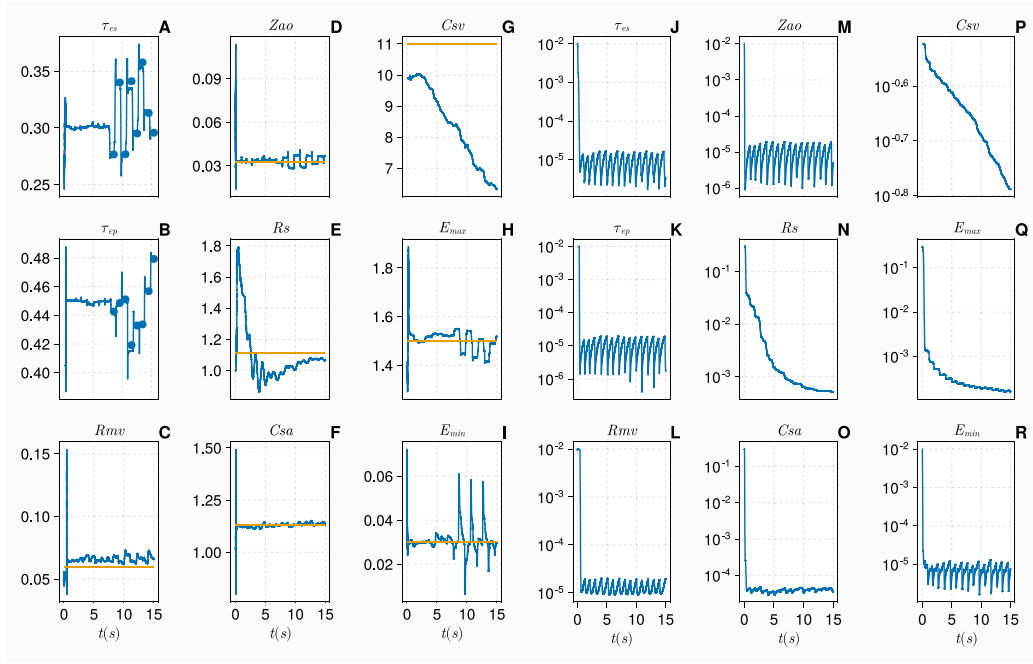 τ_es A Zao D Csv G τ_es J Zao M Csv P
0.35 0.30 0.25
0.09 0.06 0.03
11 10 9 8 7
10^-2 10^-3 10^-4 10^-5
10^-2 10^-3 10^-4 10^-5 10^-6
10^-0.6 10^-0.7 10^-0.8
τ_ep B Rs E E_max H τ_ep K Rs N E_max Q
0.48 0.46 0.44 0.42 0.40
1.8 1.6 1.4 1.2 1.0
1.8 1.6 1.4
10^-2 10^-3 10^-4 10^-5 10^-6
10^-1 10^-2 10^-3
10^-1 10^-2 10^-3
Rmv C Csa F E_min I Rmv L Csa O E_min R
0.15 0.10 0.05
1.50 1.25 1.00
0.06 0.04 0.02
10^-2 10^-3 10^-4 10^-5
10^-1 10^-2 10^-3 10^-4
10^-2 10^-3 10^-4 10^-5
0 5 10 15 0 5 10 15 0 5 10 15 0 5 10 15 0 5 10 15 0 5 10 15
t(s) t(s) t(s) t(s) t(s) t(s)